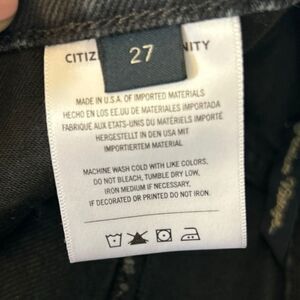 CITIZ
27
NITY
MADE IN U.S.A. OF IMPORTED MATERIALS
HECHO EN LOS EE.UU DE MATERIALES IMPORTADA
FABRIQUE AUX ETATS-UNIS DU MATERIELS IMPORTÉ
HERGESTELLT IN DEN USA MIT
IMPORTIERTEM MATERIAL
MACHINE WASH COLD WITH LIKE COLORS,
DO NOT BLEACH, TUMBLE DRY LOW,
IRON MEDIUM IF NECESSARY,
IF DECORATED OR PRINTED DO NOT IRON.